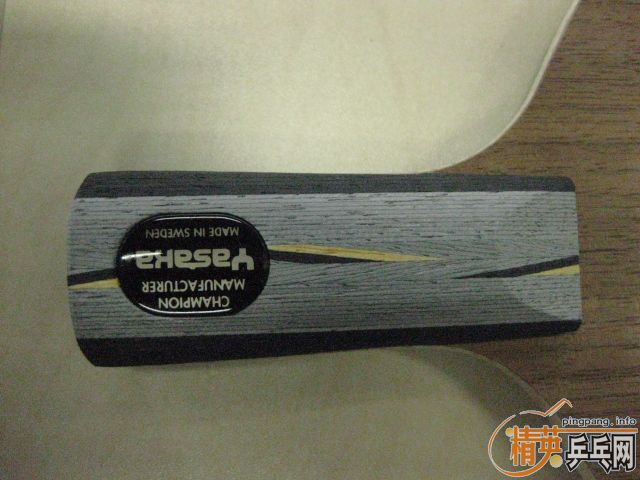 CHAMPION
MANUFACTURER
Yasaka
MADE IN SWEDEN
pingpang.info
精英乒乓网